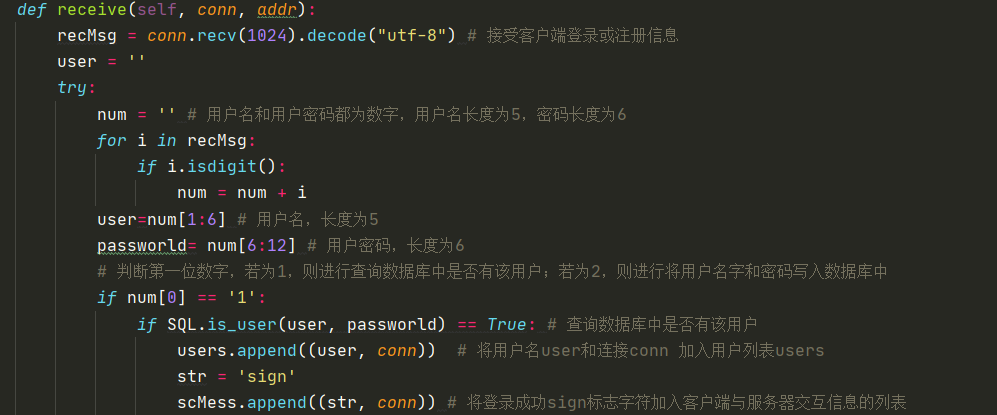 def receive(self, conn, addr):
    recMsg = conn.recv(1024).decode("utf-8") # 接受客户端登录或注册信息
    user = ''
    try:
        num = '' # 用户名和用户密码都为数字，用户名长度为5，密码长度为6
        for i in recMsg:
            if i.isdigit():
                num = num + i
        user=num[1:6] # 用户名，长度为5
        passworld= num[6:12] # 用户密码，长度为6
        # 判断第一位数字，若为1，则进行查询数据库中是否有该用户；若为2，则进行将用户名字和密码写入数据库中
        if num[0] == '1':
            if SQL.is_user(user, passworld) == True: # 查询数据库中是否有该用户
                users.append((user, conn))  # 将用户名user和连接conn 加入用户列表users
                str = 'sign'
                scMess.append((str, conn)) # 将登录成功sign标志字符加入客户端与服务器交互信息的列表